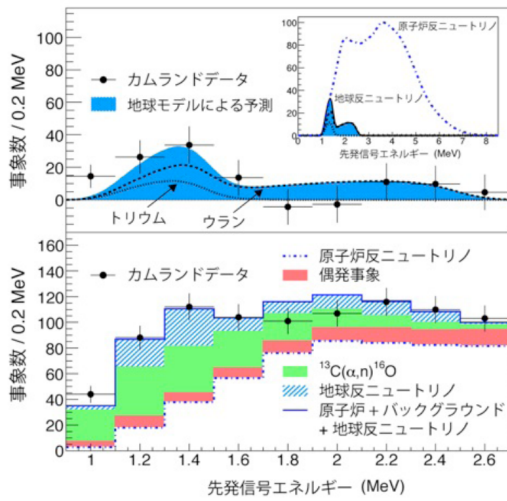 事象数 / 0.2 MeV
100
80
60
40
20
0
カムランドデータ
地球モデルによる予測
トリウム
ウラン
100
80
60
40
20
0
原子炉反ニュートリノ
地球反ニュートリノ
0 1 2 3 4 5 6 7 8
先発信号エネルギー (MeV)
事象数 / 0.2 MeV
160
140
120
100
80
60
40
20
0
カムランドデータ
原子炉反ニュートリノ
偶発事象
¹³C(α,n)¹⁶O
地球反ニュートリノ
原子炉 + バックグラウンド
+ 地球反ニュートリノ
1 1.2 1.4 1.6 1.8 2 2.2 2.4 2.6
先発信号エネルギー (MeV)